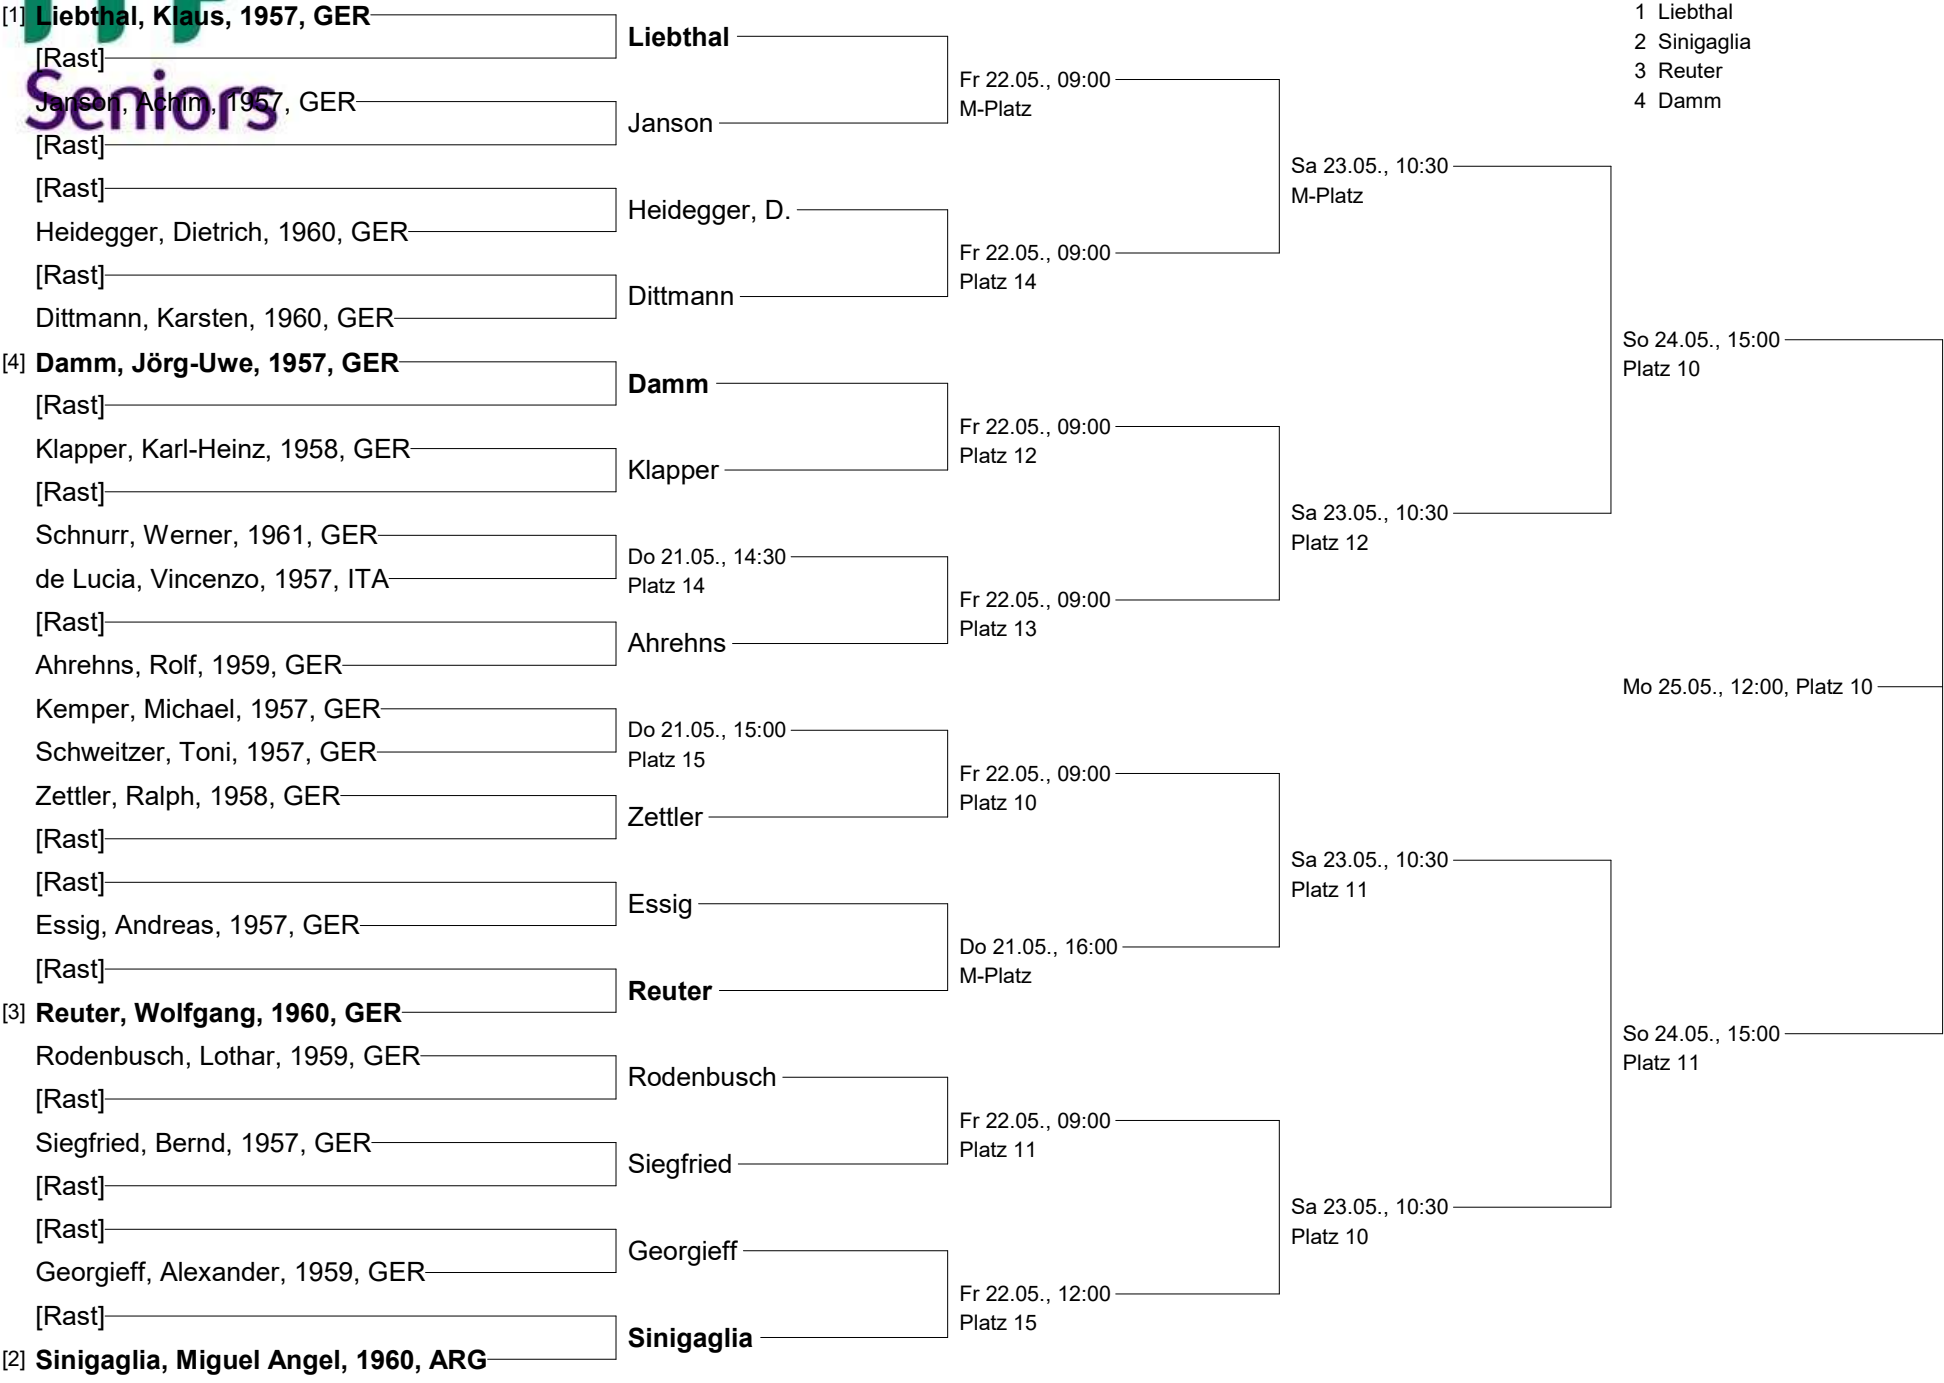 [1] Liebthal, Klaus, 1957, GER
[Rast]
Seniors
Janson, Achim, 1957, GER
[Rast]
[Rast]
Heidegger, Dietrich, 1960, GER
[Rast]
Dittmann, Karsten, 1960, GER
[4] Damm, Jörg-Uwe, 1957, GER
[Rast]
Klapper, Karl-Heinz, 1958, GER
[Rast]
Schnurr, Werner, 1961, GER
de Lucia, Vincenzo, 1957, ITA
[Rast]
Ahrehns, Rolf, 1959, GER
Kemper, Michael, 1957, GER
Schweitzer, Toni, 1957, GER
Zettler, Ralph, 1958, GER
[Rast]
[Rast]
Essig, Andreas, 1957, GER
[Rast]
[3] Reuter, Wolfgang, 1960, GER
Rodenbusch, Lothar, 1959, GER
[Rast]
Siegfried, Bernd, 1957, GER
[Rast]
[Rast]
Georgieff, Alexander, 1959, GER
[Rast]
[2] Sinigaglia, Miguel Angel, 1960, ARG
Liebthal
Janson
Heidegger, D.
Dittmann
Damm
Klapper
Do 21.05., 14:30
Platz 14
Ahrehns
Do 21.05., 15:00
Platz 15
Zettler
Essig
Reuter
Rodenbusch
Siegfried
Georgieff
Sinigaglia
Fr 22.05., 09:00
M-Platz
Fr 22.05., 09:00
Platz 14
Fr 22.05., 09:00
Platz 12
Fr 22.05., 09:00
Platz 13
Fr 22.05., 09:00
Platz 10
Do 21.05., 16:00
M-Platz
Fr 22.05., 09:00
Platz 11
Fr 22.05., 12:00
Platz 15
Sa 23.05., 10:30
M-Platz
Sa 23.05., 10:30
Platz 12
Sa 23.05., 10:30
Platz 11
Sa 23.05., 10:30
Platz 10
1 Liebthal
2 Sinigaglia
3 Reuter
4 Damm
So 24.05., 15:00
Platz 10
Mo 25.05., 12:00, Platz 10
So 24.05., 15:00
Platz 11